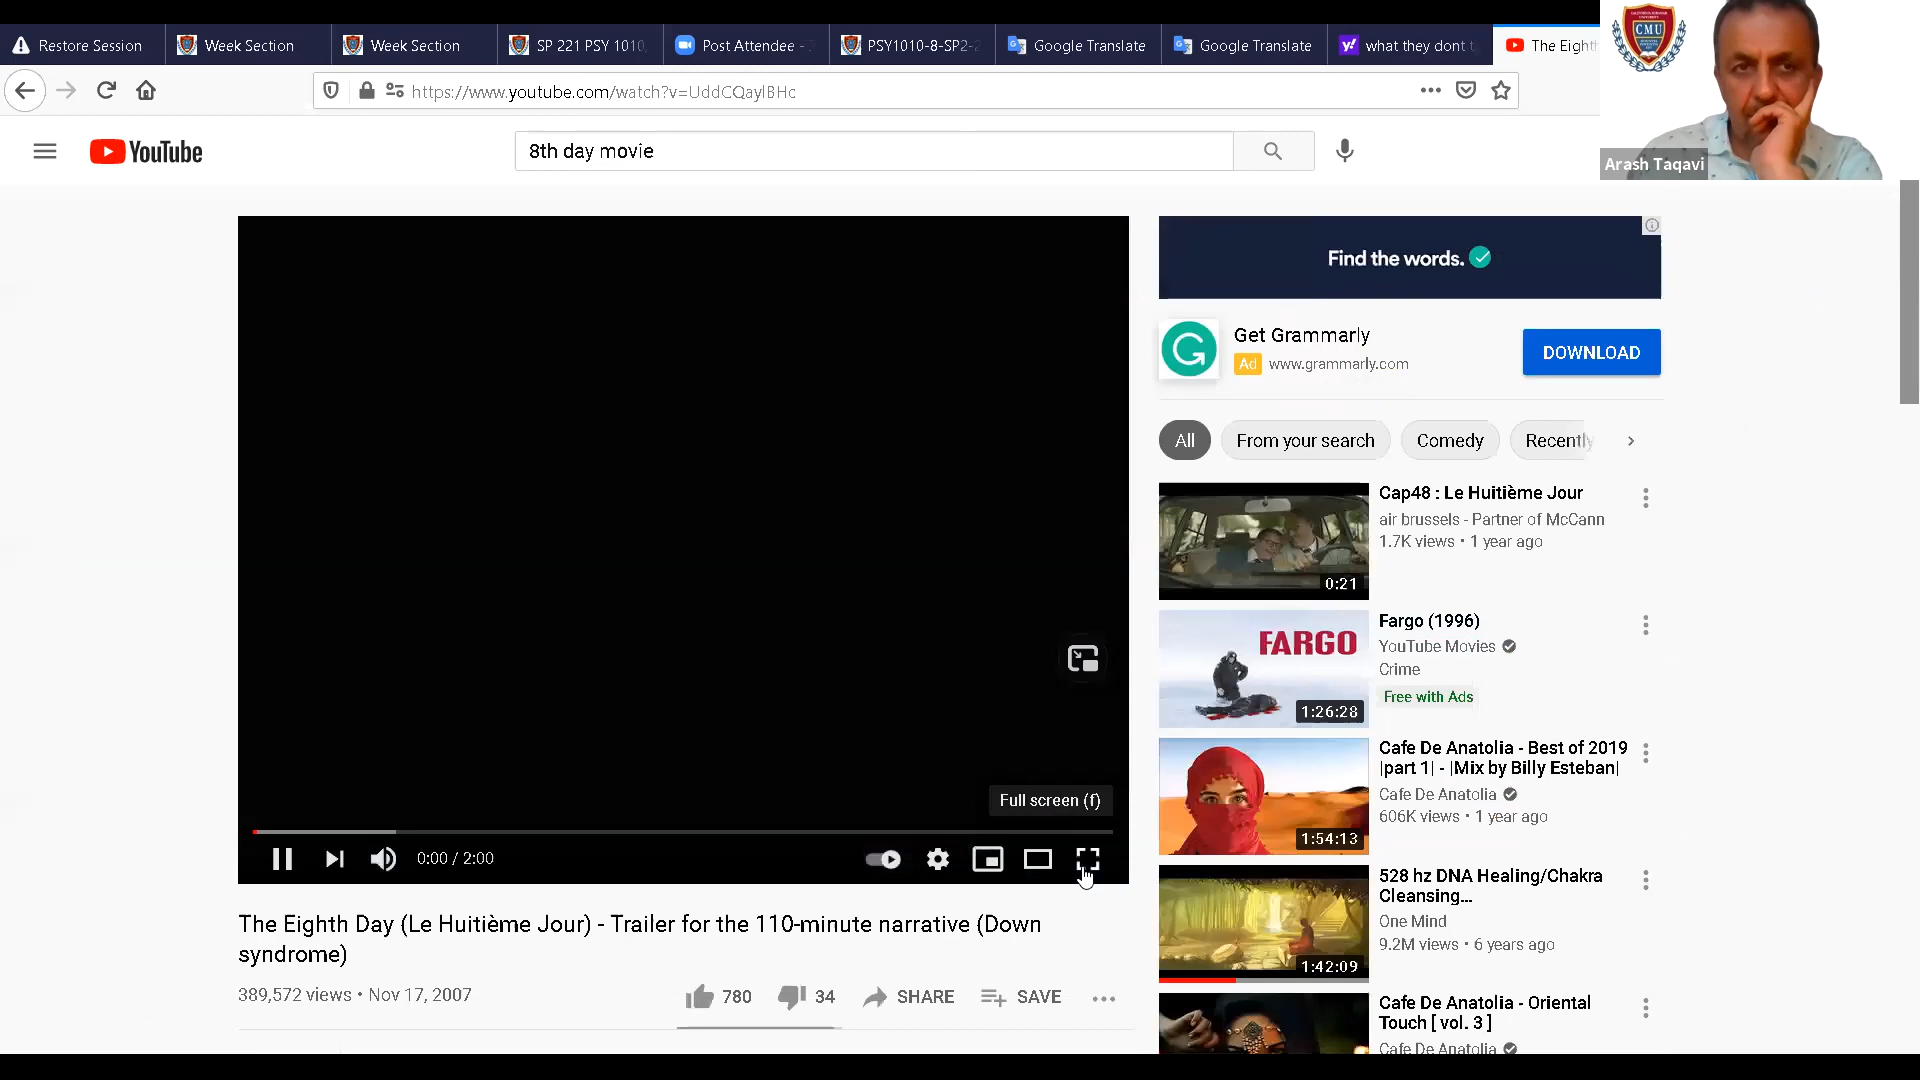 Restore Session
Week Section
Week Section
SP 221 PSY 1010
Post Attendee -
PSY1010-8-SP2-2
Google Translate
Google Translate
what they dont t
The Eighth
https://www.youtube.com/watch?v=UddCQayIBHc
CMU
Arash Taqavi
YouTube
8th day movie
Find the words.
Get Grammarly
Ad www.grammarly.com
DOWNLOAD
All
From your search
Comedy
Recently
Cap48 : Le Huitième Jour
air brussels - Partner of McCann
1.7K views • 1 year ago
0:21
FARGO
1:26:28
Fargo (1996)
YouTube Movies
Crime
Free with Ads
1:54:13
Cafe De Anatolia - Best of 2019
|part 1| - |Mix by Billy Esteban|
Cafe De Anatolia
606K views • 1 year ago
1:42:09
528 hz DNA Healing/Chakra
Cleansing...
One Mind
9.2M views • 6 years ago
Cafe De Anatolia - Oriental
Touch [ vol. 3 ]
Cafe De Anatolia
Full screen (f)
0:00 / 2:00
The Eighth Day (Le Huitième Jour) - Trailer for the 110-minute narrative (Down
syndrome)
389,572 views • Nov 17, 2007
780
34
SHARE
SAVE